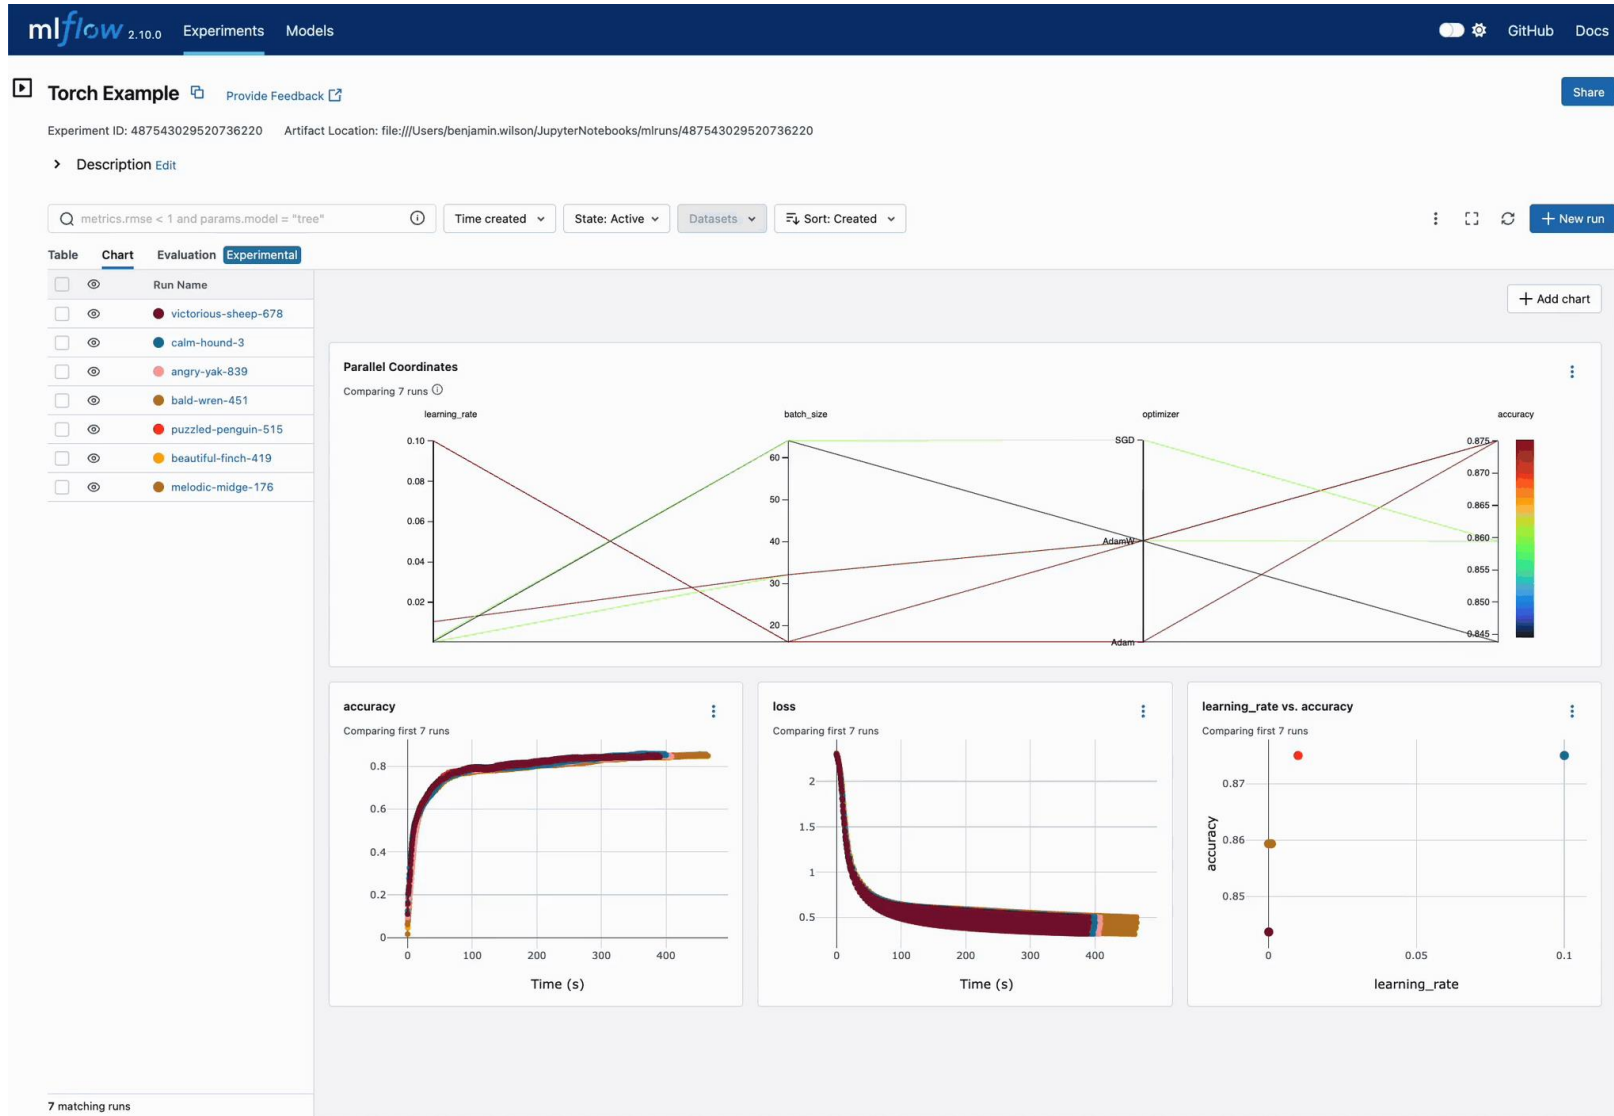 mlflow 2.10.0 Experiments Models GitHub Docs
Torch Example Provide Feedback Share
Experiment ID: 487543029520736220 Artifact Location: file:///Users/benjamin.wilson/JupyterNotebooks/mlruns/487543029520736220
Description Edit
metrics.rmse < 1 and params.model = "tree" Time created State: Active Datasets Sort: Created + New run
Table Chart Evaluation Experimental
Run Name
+ Add chart
victorious-sheep-678
calm-hound-3
angry-yak-839
bald-wren-451
puzzled-penguin-515
beautiful-finch-419
melodic-midge-176
Parallel Coordinates
Comparing 7 runs
learning_rate batch_size optimizer accuracy
0.10
0.08
0.06
0.04
0.02
60
50
40
30
20
SGD
AdamW
Adam
0.875
0.870
0.865
0.860
0.855
0.850
0.845
accuracy
Comparing first 7 runs
0.8
0.6
0.4
0.2
0
0 100 200 300 400
Time (s)
loss
Comparing first 7 runs
2
1.5
1
0.5
0 100 200 300 400
Time (s)
learning_rate vs. accuracy
Comparing first 7 runs
accuracy
0.87
0.86
0.85
0 0.05 0.1
learning_rate
7 matching runs